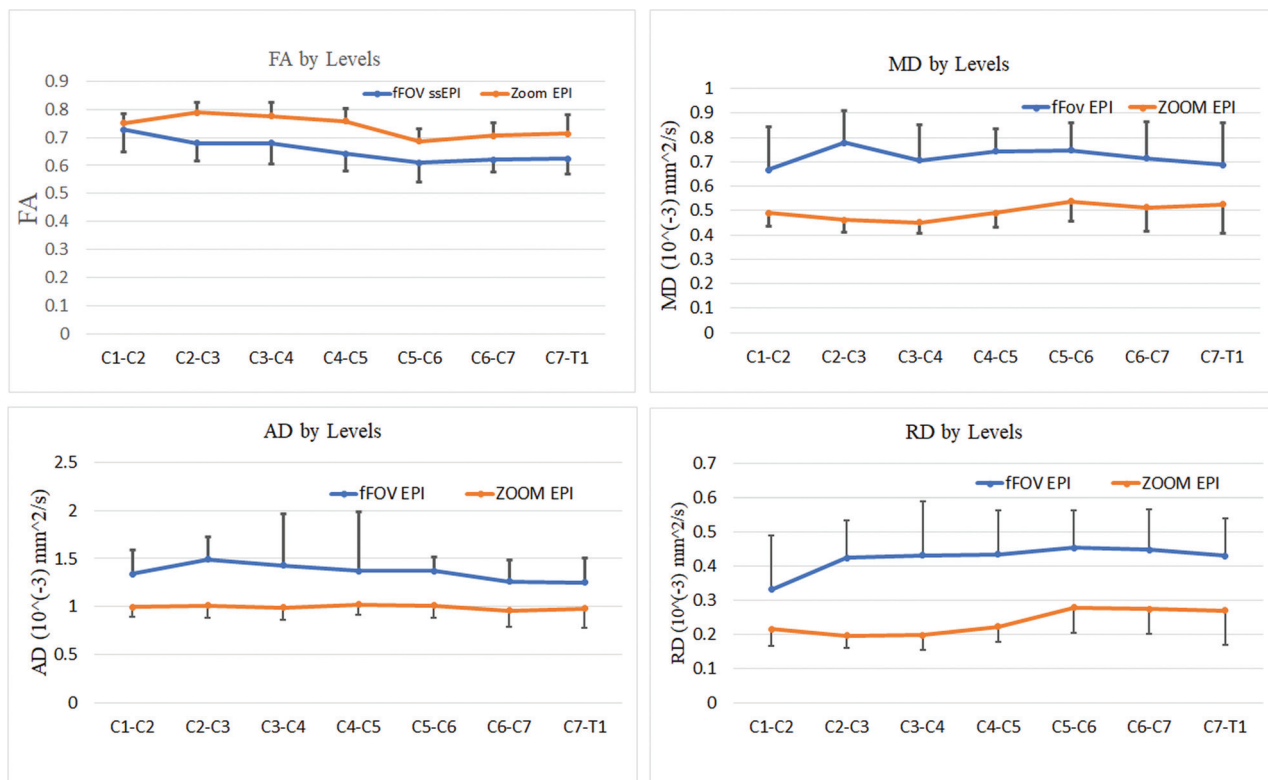 FA by Levels
fFOV ssEPI Zoom EPI
0.9
0.8
0.7
0.6
0.5
0.4
0.3
0.2
0.1
0
FA
C1-C2 C2-C3 C3-C4 C4-C5 C5-C6 C6-C7 C7-T1
MD by Levels
fFov EPI ZOOM EPI
1
0.9
0.8
0.7
0.6
0.5
0.4
0.3
0.2
0.1
0
MD (10^(-3) mm^2/s)
C1-C2 C2-C3 C3-C4 C4-C5 C5-C6 C6-C7 C7-T1
AD by Levels
fFOV EPI ZOOM EPI
2.5
2
1.5
1
0.5
0
AD (10^(-3) mm^2/s)
C1-C2 C2-C3 C3-C4 C4-C5 C5-C6 C6-C7 C7-T1
RD by Levels
fFOV EPI ZOOM EPI
0.7
0.6
0.5
0.4
0.3
0.2
0.1
0
RD (10^(-3) mm^2/s)
C1-C2 C2-C3 C3-C4 C4-C5 C5-C6 C6-C7 C7-T1